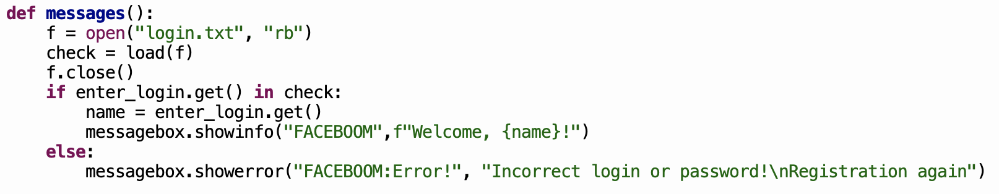 def messages():
    f = open("login.txt", "rb")
    check = load(f)
    f.close()
    if enter_login.get() in check:
        name = enter_login.get()
        messagebox.showinfo("FACEBOOM",f"Welcome, {name}!")
    else:
        messagebox.showerror("FACEBOOM:Error!", "Incorrect login or password!\nRegistration again")